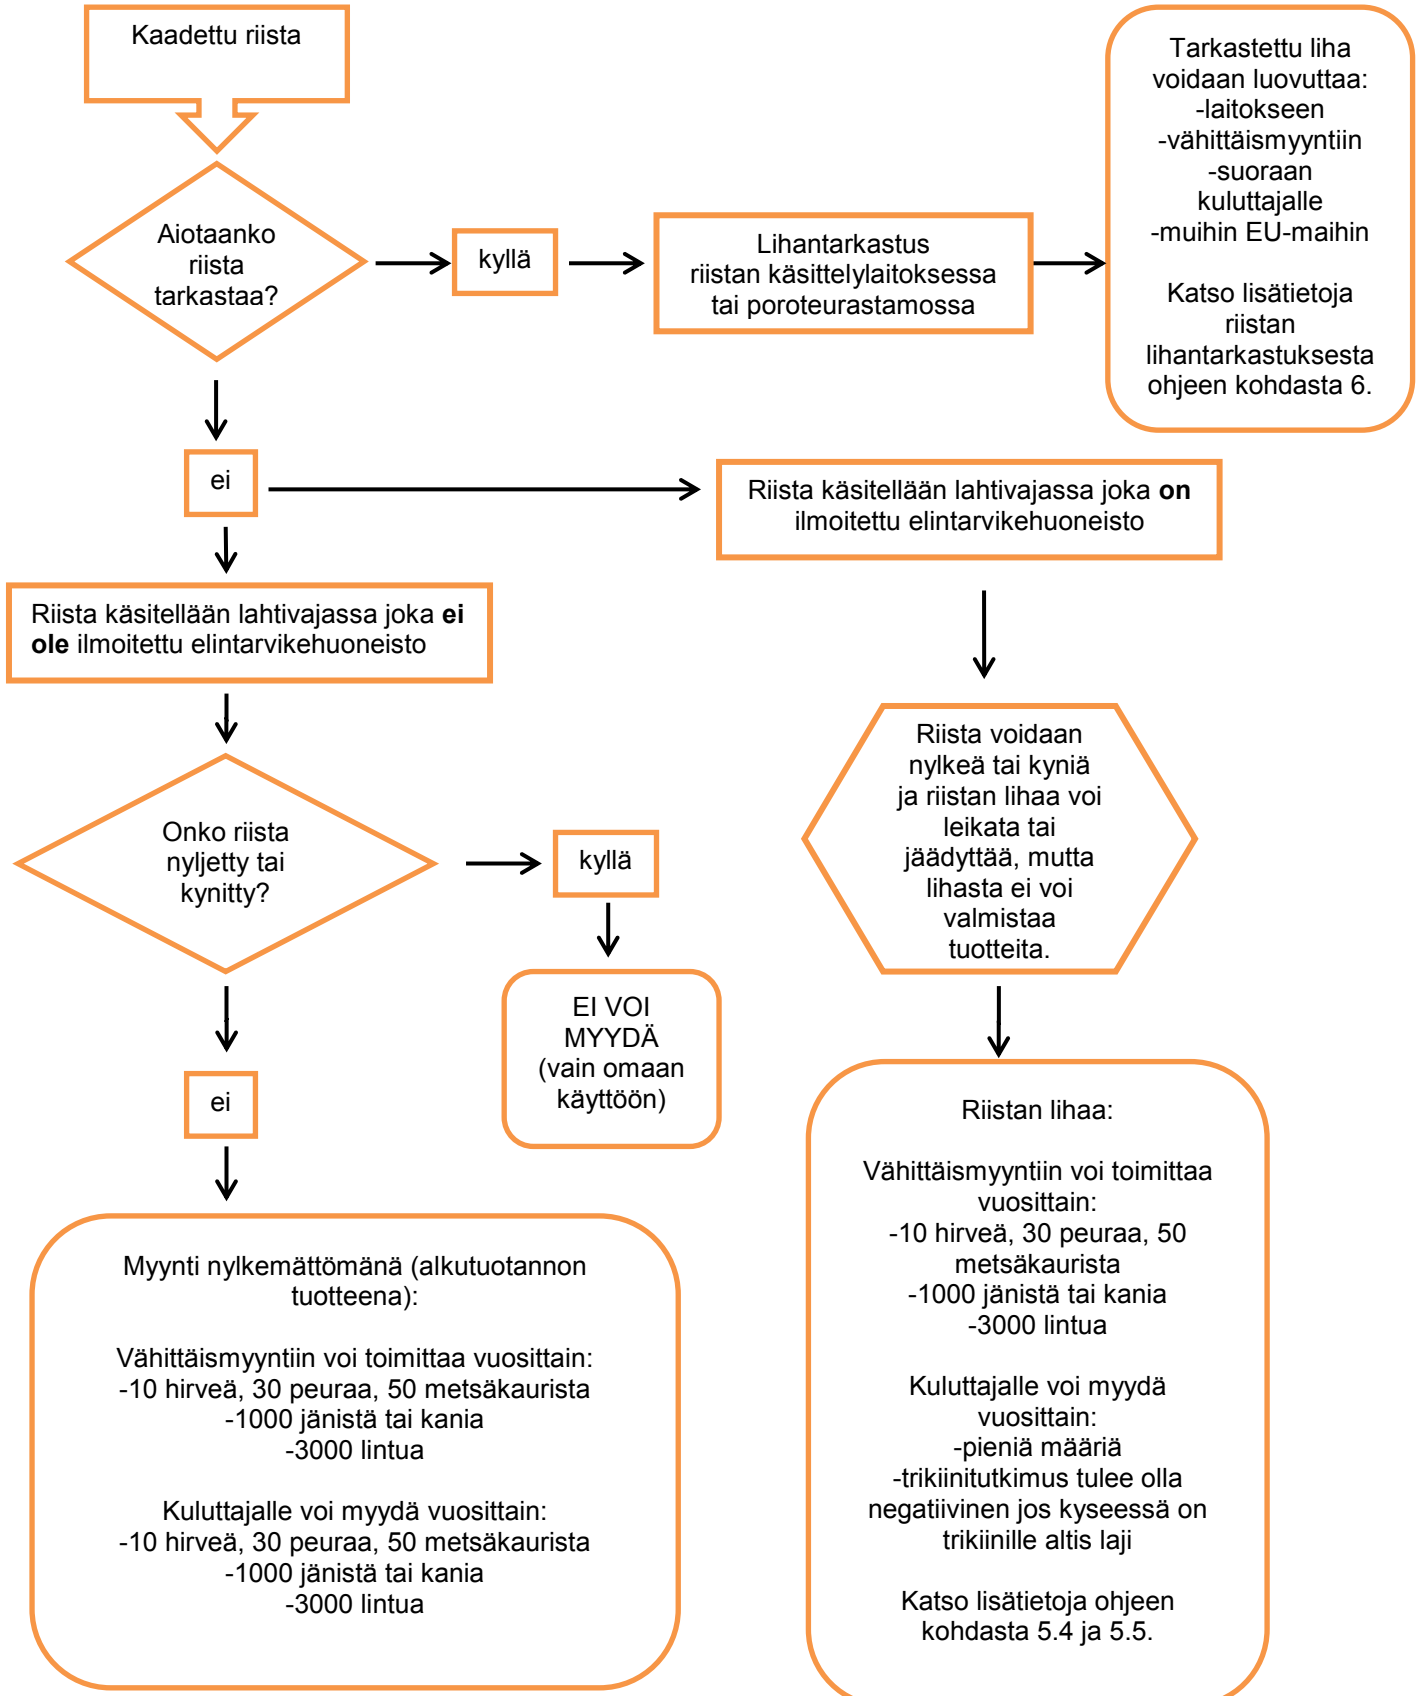 Kaadettu riista
Aiotaanko
riista
tarkastaa?
kyllä
Lihantarkastus
riistan käsittelylaitoksessa
tai poroteurastamossa
Tarkastettu liha
voidaan luovuttaa:
-laitokseen
-vähittäismyyntiin
-suoraan
kuluttajalle
-muihin EU-maihin
Katso lisätietoja
riistan
lihantarkastuksesta
ohjeen kohdasta 6.
ei
Riista käsitellään lahtivajassa joka on
ilmoitettu elintarvikehuoneisto
Riista käsitellään lahtivajassa joka ei
ole ilmoitettu elintarvikehuoneisto
Onko riista
nyljetty tai
kynitty?
kyllä
EI VOI
MYYDÄ
(vain omaan
käyttöön)
ei
Myynti nylkemättömänä (alkutuotannon
tuotteena):
Vähittäismyyntiin voi toimittaa vuosittain:
-10 hirveä, 30 peuraa, 50 metsäkaurista
-1000 jänistä tai kania
-3000 lintua
Kuluttajalle voi myydä vuosittain:
-10 hirveä, 30 peuraa, 50 metsäkaurista
-1000 jänistä tai kania
-3000 lintua
Riista voidaan
nylkeä tai kyniä
ja riistan lihaa voi
leikata tai
jäädyttää, mutta
lihasta ei voi
valmistaa
tuotteita.
Riistan lihaa:
Vähittäismyyntiin voi toimittaa
vuosittain:
-10 hirveä, 30 peuraa, 50
metsäkaurista
-1000 jänistä tai kania
-3000 lintua
Kuluttajalle voi myydä
vuosittain:
-pieniä määriä
-trikiinitutkimus tulee olla
negatiivinen jos kyseessä on
trikiinille altis laji
Katso lisätietoja ohjeen
kohdasta 5.4 ja 5.5.